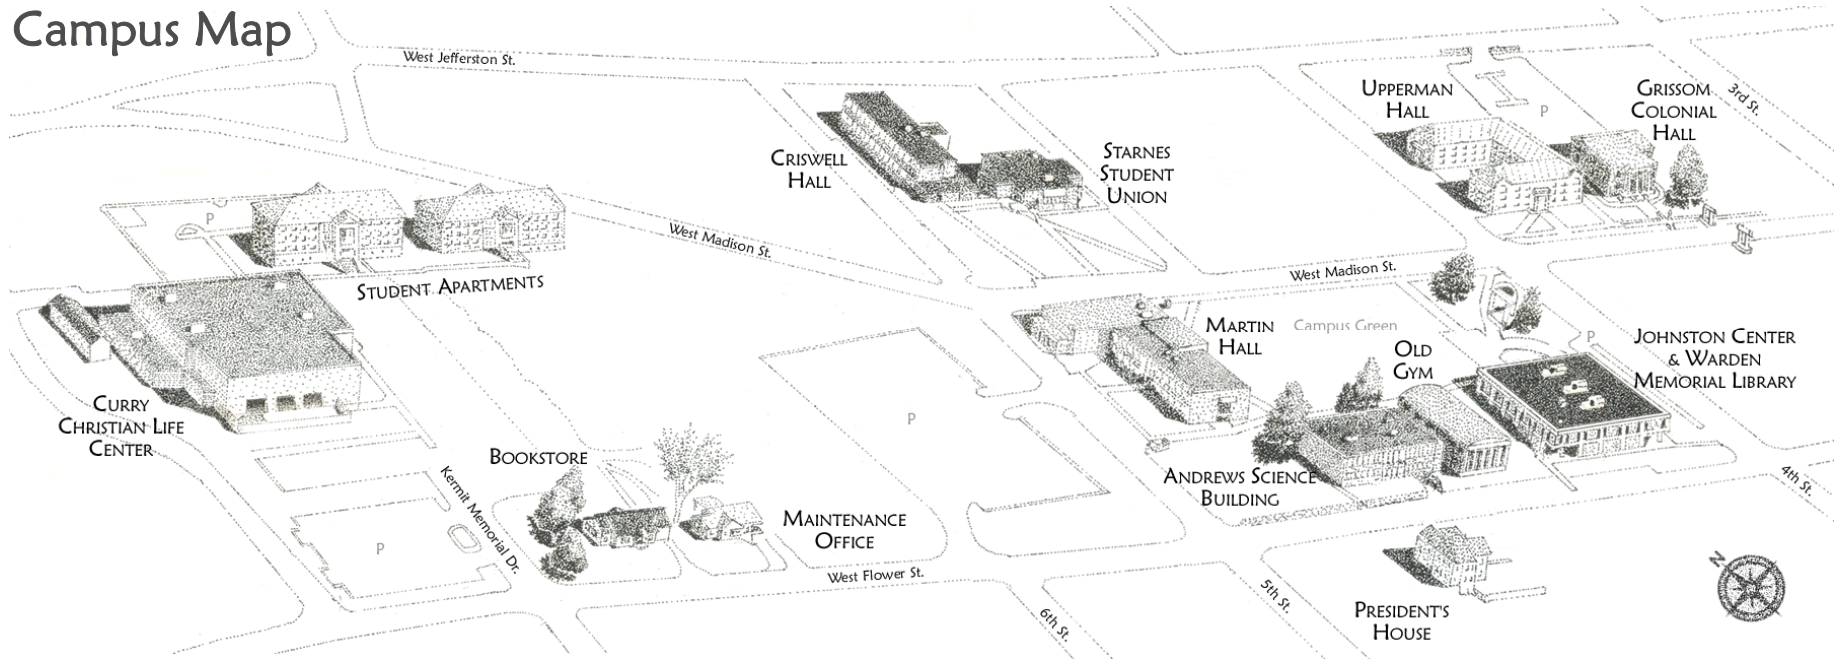 Campus Map
West Jefferston St.
UPPERMAN
HALL
P
GRISSOM
COLONIAL
HALL
3rd St.
CRISWELL
HALL
STARNES
STUDENT
UNION
P
West Madison St.
West Madison St.
STUDENT APARTMENTS
MARTIN
HALL
Campus Green
OLD
GYM
P
JOHNSTON CENTER
& WARDEN
MEMORIAL LIBRARY
CURRY
CHRISTIAN LIFE
CENTER
P
BOOKSTORE
Kermit Memorial Dr.
ANDREWS SCIENCE
BUILDING
4th St.
MAINTENANCE
OFFICE
P
West Flower St.
N
5th St.
6th St.
PRESIDENT'S
HOUSE